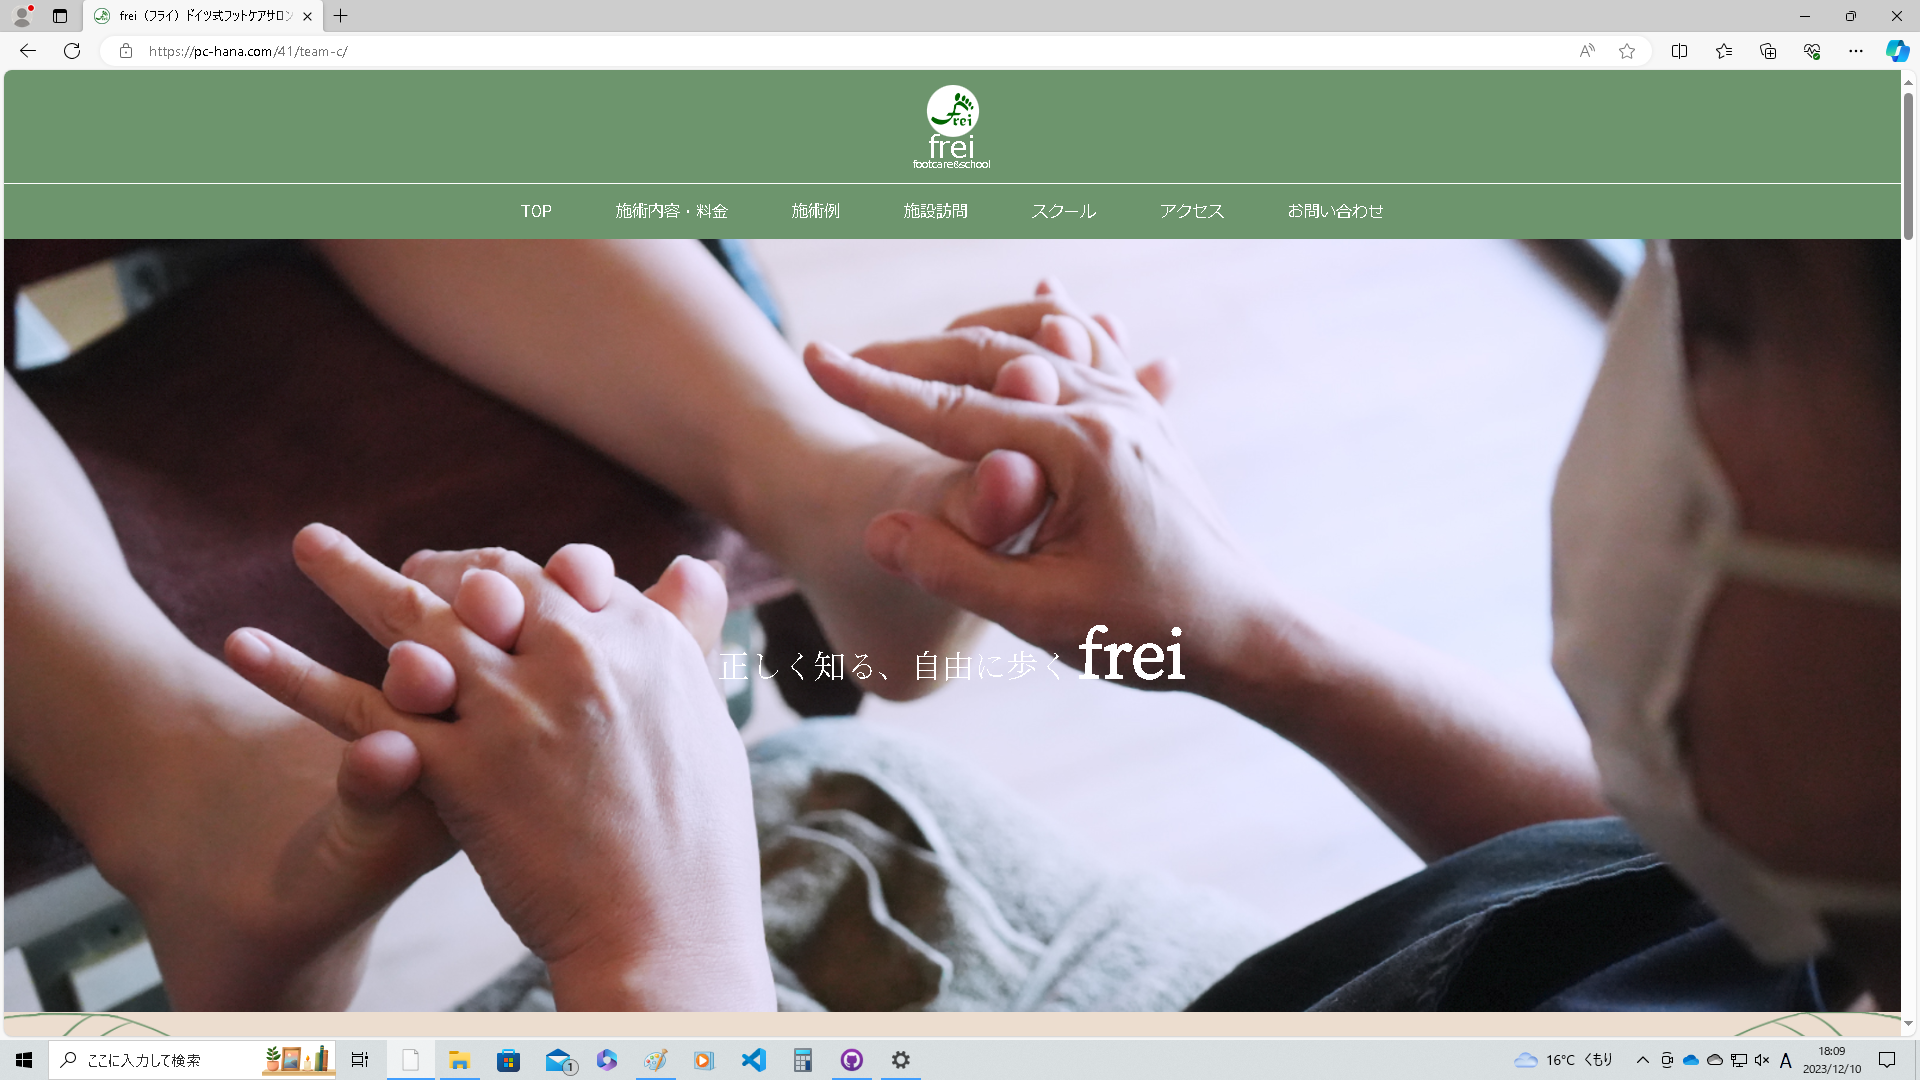 frei（フライ）ドイツ式フットケアサロン
https://pc-hana.com/41/team-c/
frei
frei
footcare&school
TOP 施術内容・料金 施術例 施設訪問 スクール アクセス お問い合わせ
正しく知る、自由に歩く frei
ここに入力して検索
1
16°C くもり
A
18:09
2023/12/10